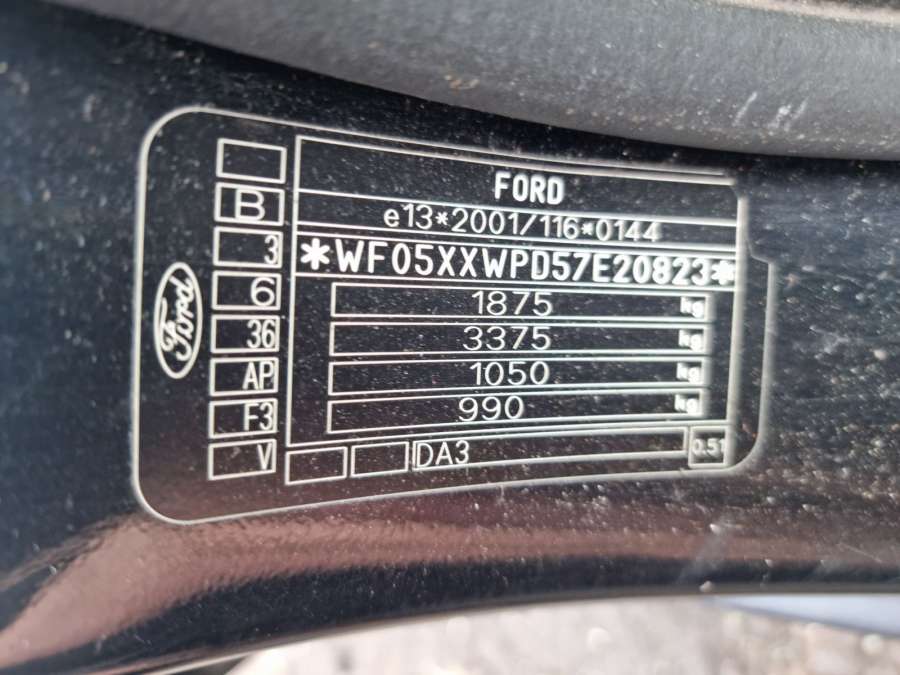 FORD
e13*2001/116*0144
*WF05XXWPD57E20823*
1875 kg
3375 kg
1050 kg
990 kg
DA3 0.51
B
3
6
36
AP
F3
V
Ford